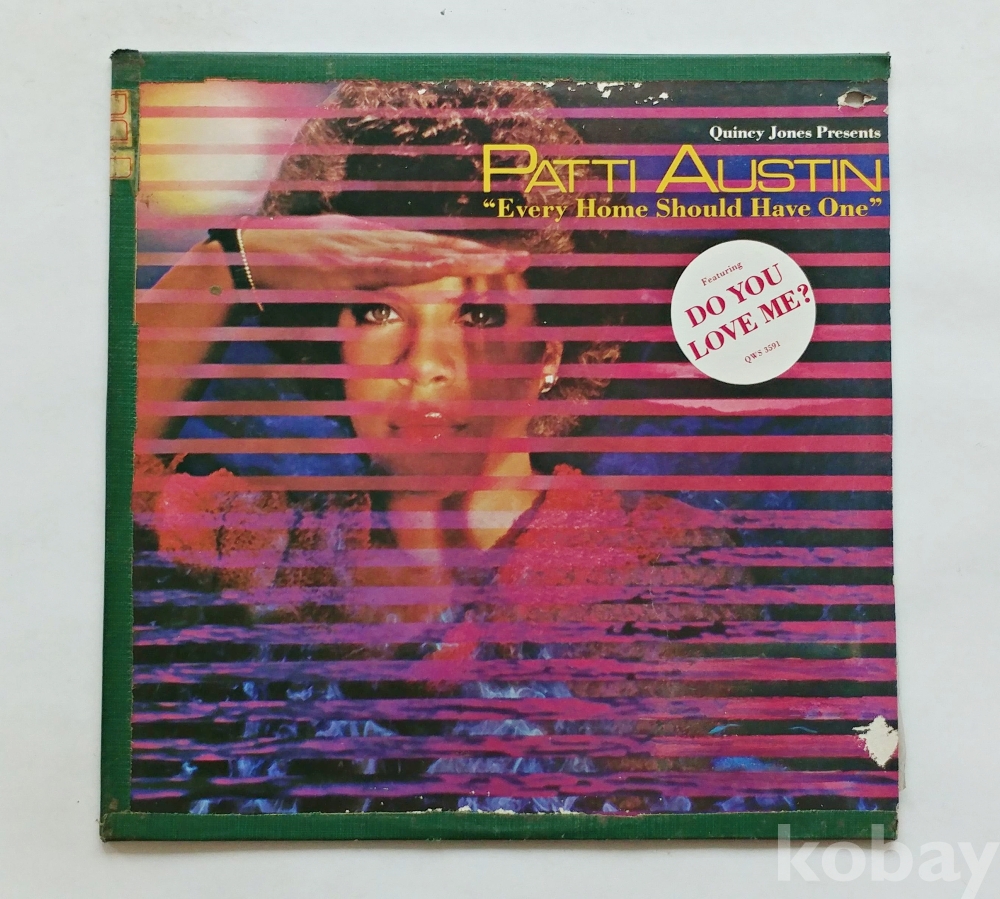 Quincy Jones Presents
PATTI AUSTIN
“Every Home Should Have One”
Featuring
DO YOU
LOVE ME?
QWS 3591
kobay